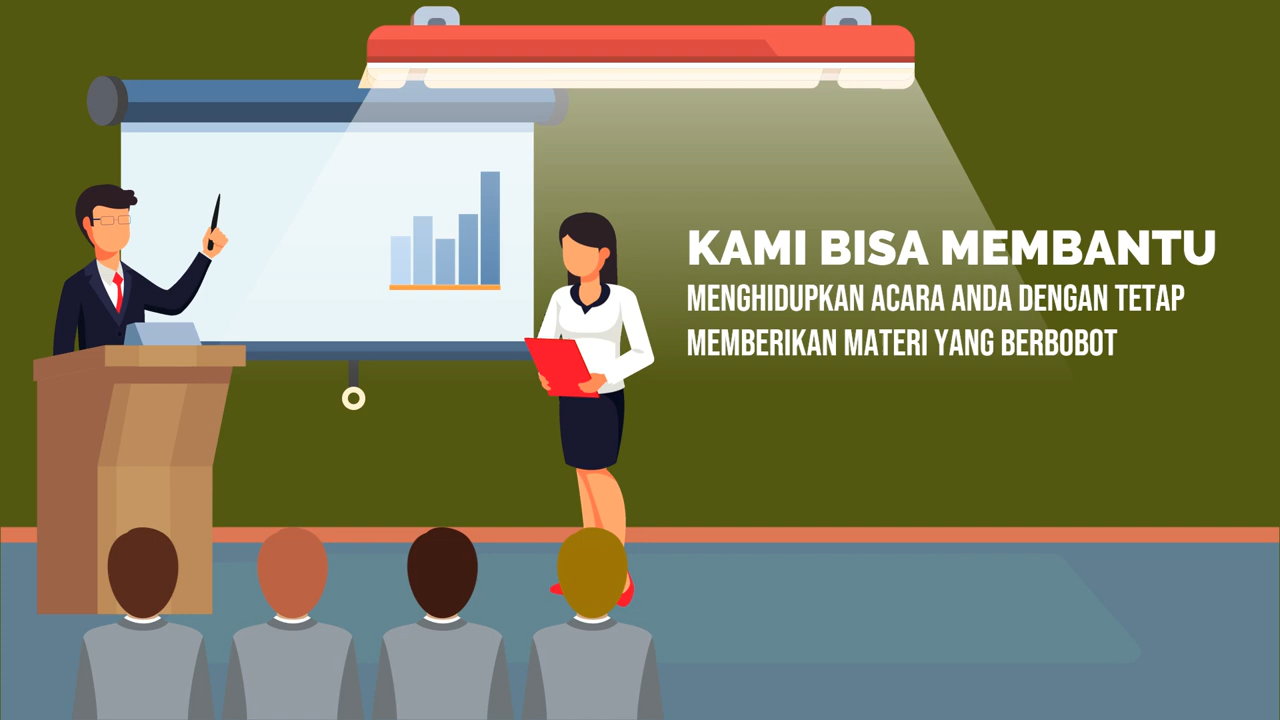 KAMI BISA MEMBANTU
MENGHIDUPKAN ACARA ANDA DENGAN TETAP
MEMBERIKAN MATERI YANG BERBOBOT